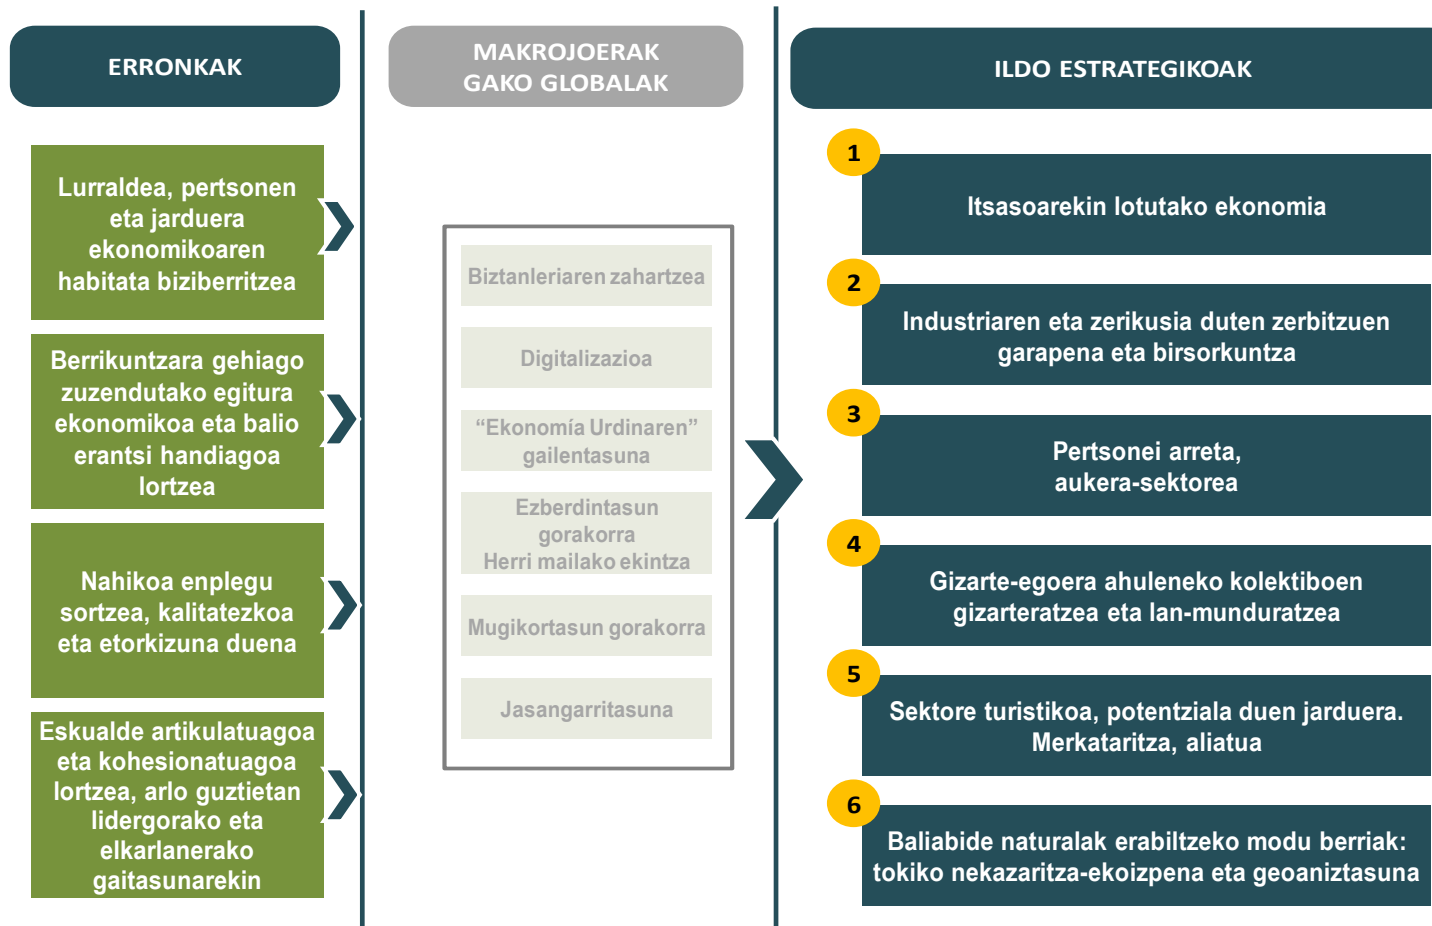 ERRONKAK
Lurraldea, pertsonen
eta jarduera
ekonomikoaren
habitata biziberritzea
Berrikuntzara gehiago
zuzendutako egitura
ekonomikoa eta balio
erantsi handiagoa
lortzea
Nahikoa enplegu
sortzea, kalitatezkoa
eta etorkizuna duena
Eskualde artikulatuagoa
eta kohesionatuagoa
lortzea, arlo guztietan
lidergorako eta
elkarlanerako
gaitasunarekin
MAKROJOERAK
GAKO GLOBALAK
Biztanleriaren zahartzea
Digitalizazioa
“Ekonomía Urdinaren”
gailentasuna
Ezberdintasun
gorakorra
Herri mailako ekintza
Mugikortasun gorakorra
Jasangarritasuna
ILDO ESTRATEGIKOAK
1
Itsasoarekin lotutako ekonomia
2
Industriaren eta zerikusia duten zerbitzuen
garapena eta birsorkuntza
3
Pertsonei arreta,
aukera-sektorea
4
Gizarte-egoera ahuleneko kolektiboen
gizarteratzea eta lan-munduratzea
5
Sektore turistikoa, potentziala duen jarduera.
Merkataritza, aliatua
6
Baliabide naturalak erabiltzeko modu berriak:
tokiko nekazaritza-ekoizpena eta geoaniztasuna